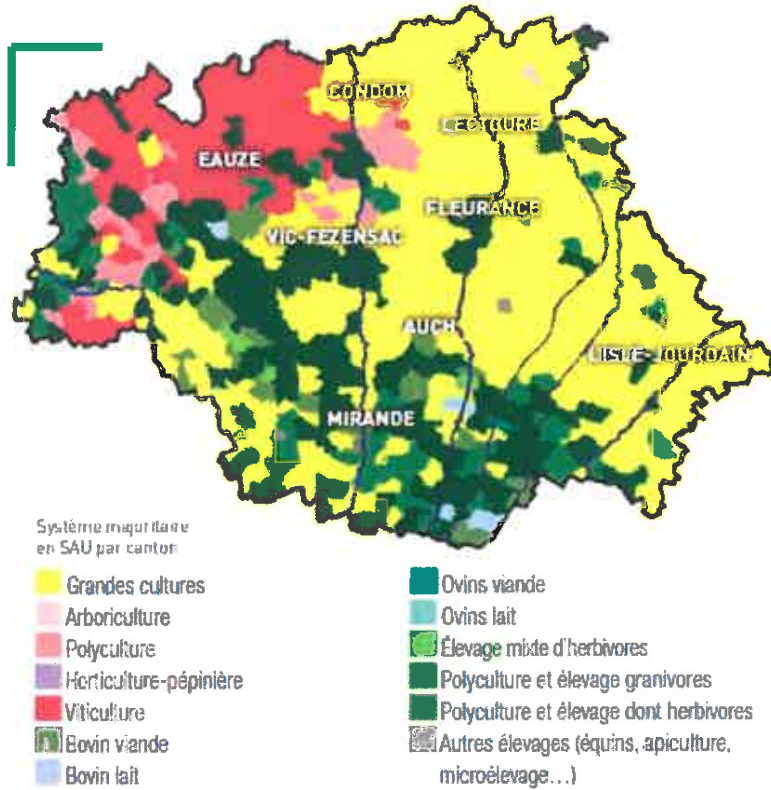 CONDOM
LECTOURE
EAUZE
FLEURANCE
VIC-FEZENSAC
AUCH
L'ISLE-JOURDAIN
MIRANDE
Système majoritaire
en SAU par canton
Grandes cultures
Arboriculture
Polyculture
Horticulture-pépinière
Viticulture
Bovin viande
Bovin lait
Ovins viande
Ovins lait
Élevage mixte d'herbivores
Polyculture et élevage granivores
Polyculture et élevage dont herbivores
Autres élevages (équins, apiculture,
microélevage...)